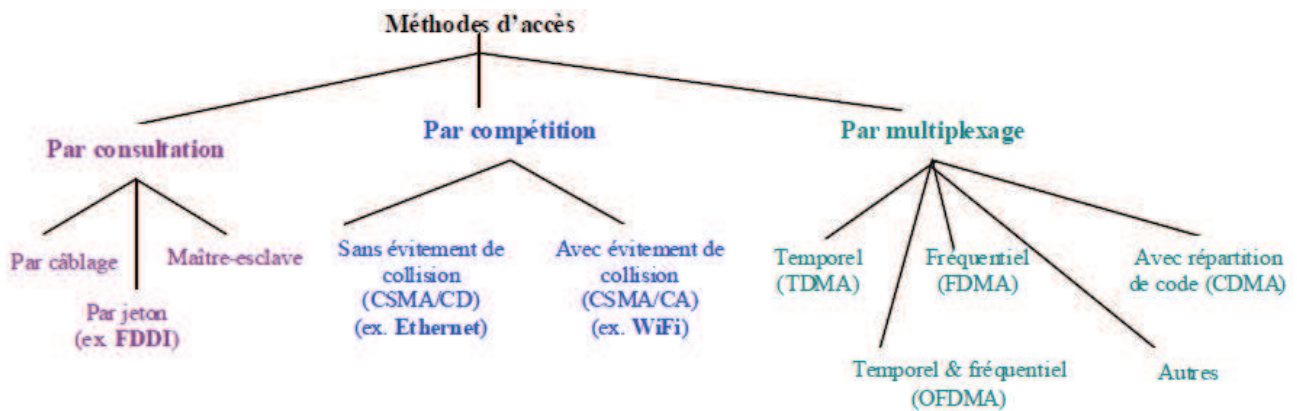 Méthodes d'accès
Par consultation
Par compétition
Par multiplexage
Par câblage
Maître-esclave
Par jeton
(ex. FDDI)
Sans évitement de
collision
(CSMA/CD)
(ex. Ethernet)
Avec évitement de
collision
(CSMA/CA)
(ex. WiFi)
Temporel
(TDMA)
Fréquentiel
(FDMA)
Avec répartition
de code (CDMA)
Temporel & fréquentiel
(OFDMA)
Autres